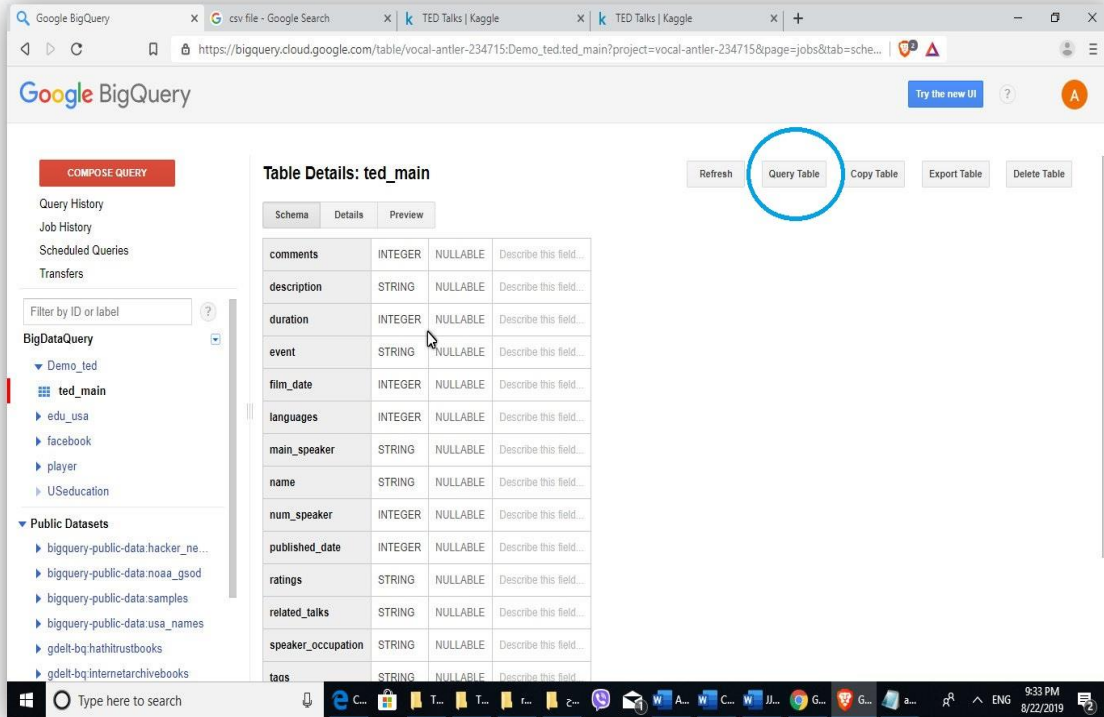 Google BigQuery
csv file - Google Search
TED Talks | Kaggle
TED Talks | Kaggle
https://bigquery.cloud.google.com/table/vocal-antler-234715:Demo_ted.ted_main?project=vocal-antler-234715&page=jobs&tab=sche...
2
Google BigQuery
Try the new UI
?
A
COMPOSE QUERY
Query History
Job History
Scheduled Queries
Transfers
Filter by ID or label
?
BigDataQuery
Demo_ted
ted_main
edu_usa
facebook
player
USeducation
Public Datasets
bigquery-public-data:hacker_ne...
bigquery-public-data:noaa_gsod
bigquery-public-data:samples
bigquery-public-data:usa_names
gdelt-bq:hathitrustbooks
gdelt-bq:internetarchivebooks
Table Details: ted_main
Refresh Query Table Copy Table Export Table Delete Table
Schema Details Preview
comments INTEGER NULLABLE Describe this field...
description STRING NULLABLE Describe this field...
duration INTEGER NULLABLE Describe this field...
event STRING NULLABLE Describe this field...
film_date INTEGER NULLABLE Describe this field...
languages INTEGER NULLABLE Describe this field...
main_speaker STRING NULLABLE Describe this field...
name STRING NULLABLE Describe this field...
num_speaker INTEGER NULLABLE Describe this field...
published_date INTEGER NULLABLE Describe this field...
ratings STRING NULLABLE Describe this field...
related_talks STRING NULLABLE Describe this field...
speaker_occupation STRING NULLABLE Describe this field...
tags STRING NULLABLE Describe this field...
Type here to search
C... T... T... r... A... C... JJ... G... G... a... ENG
9:33 PM
8/22/2019